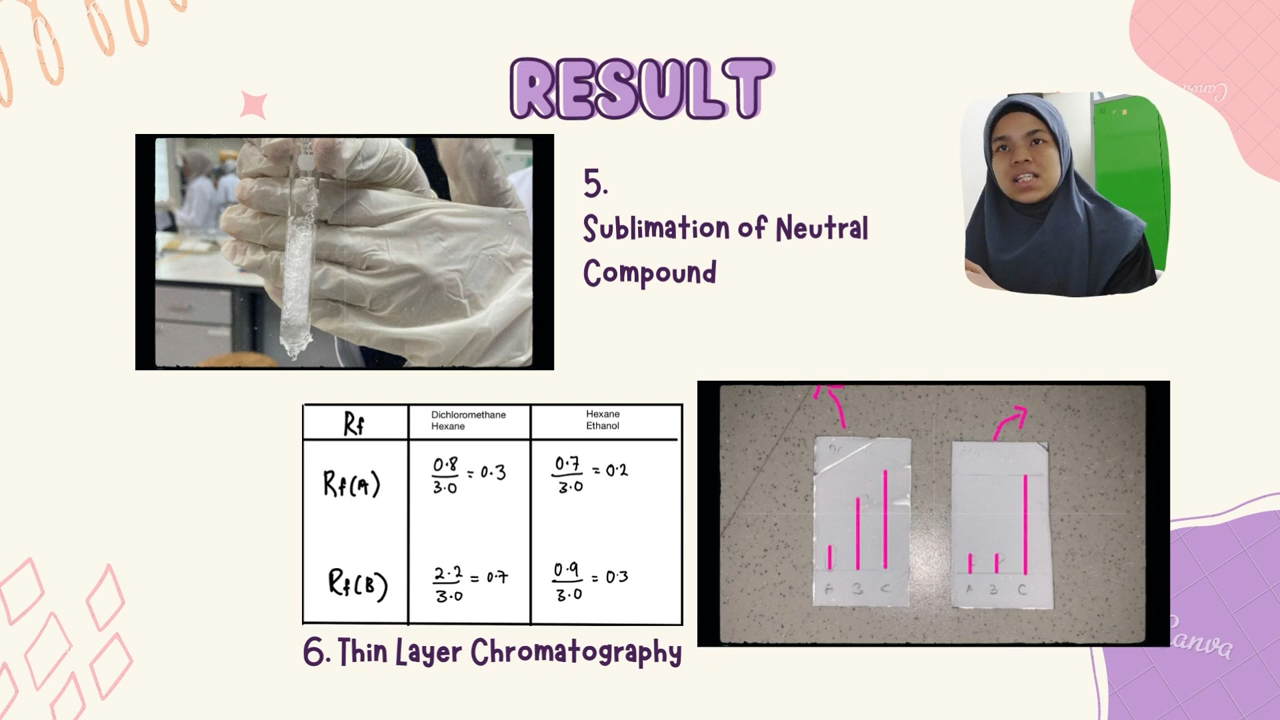 RESULT
5.
Sublimation of Neutral
Compound
Rf
Dichloromethane
Hexane
Hexane
Ethanol
Rf(A)
0.8
3.0
= 0.3
0.7
3.0
= 0.2
Rf(B)
2.2
3.0
= 0.7
0.9
3.0
= 0.3
6. Thin Layer Chromatography
A B C
A B C
Canva
Canva